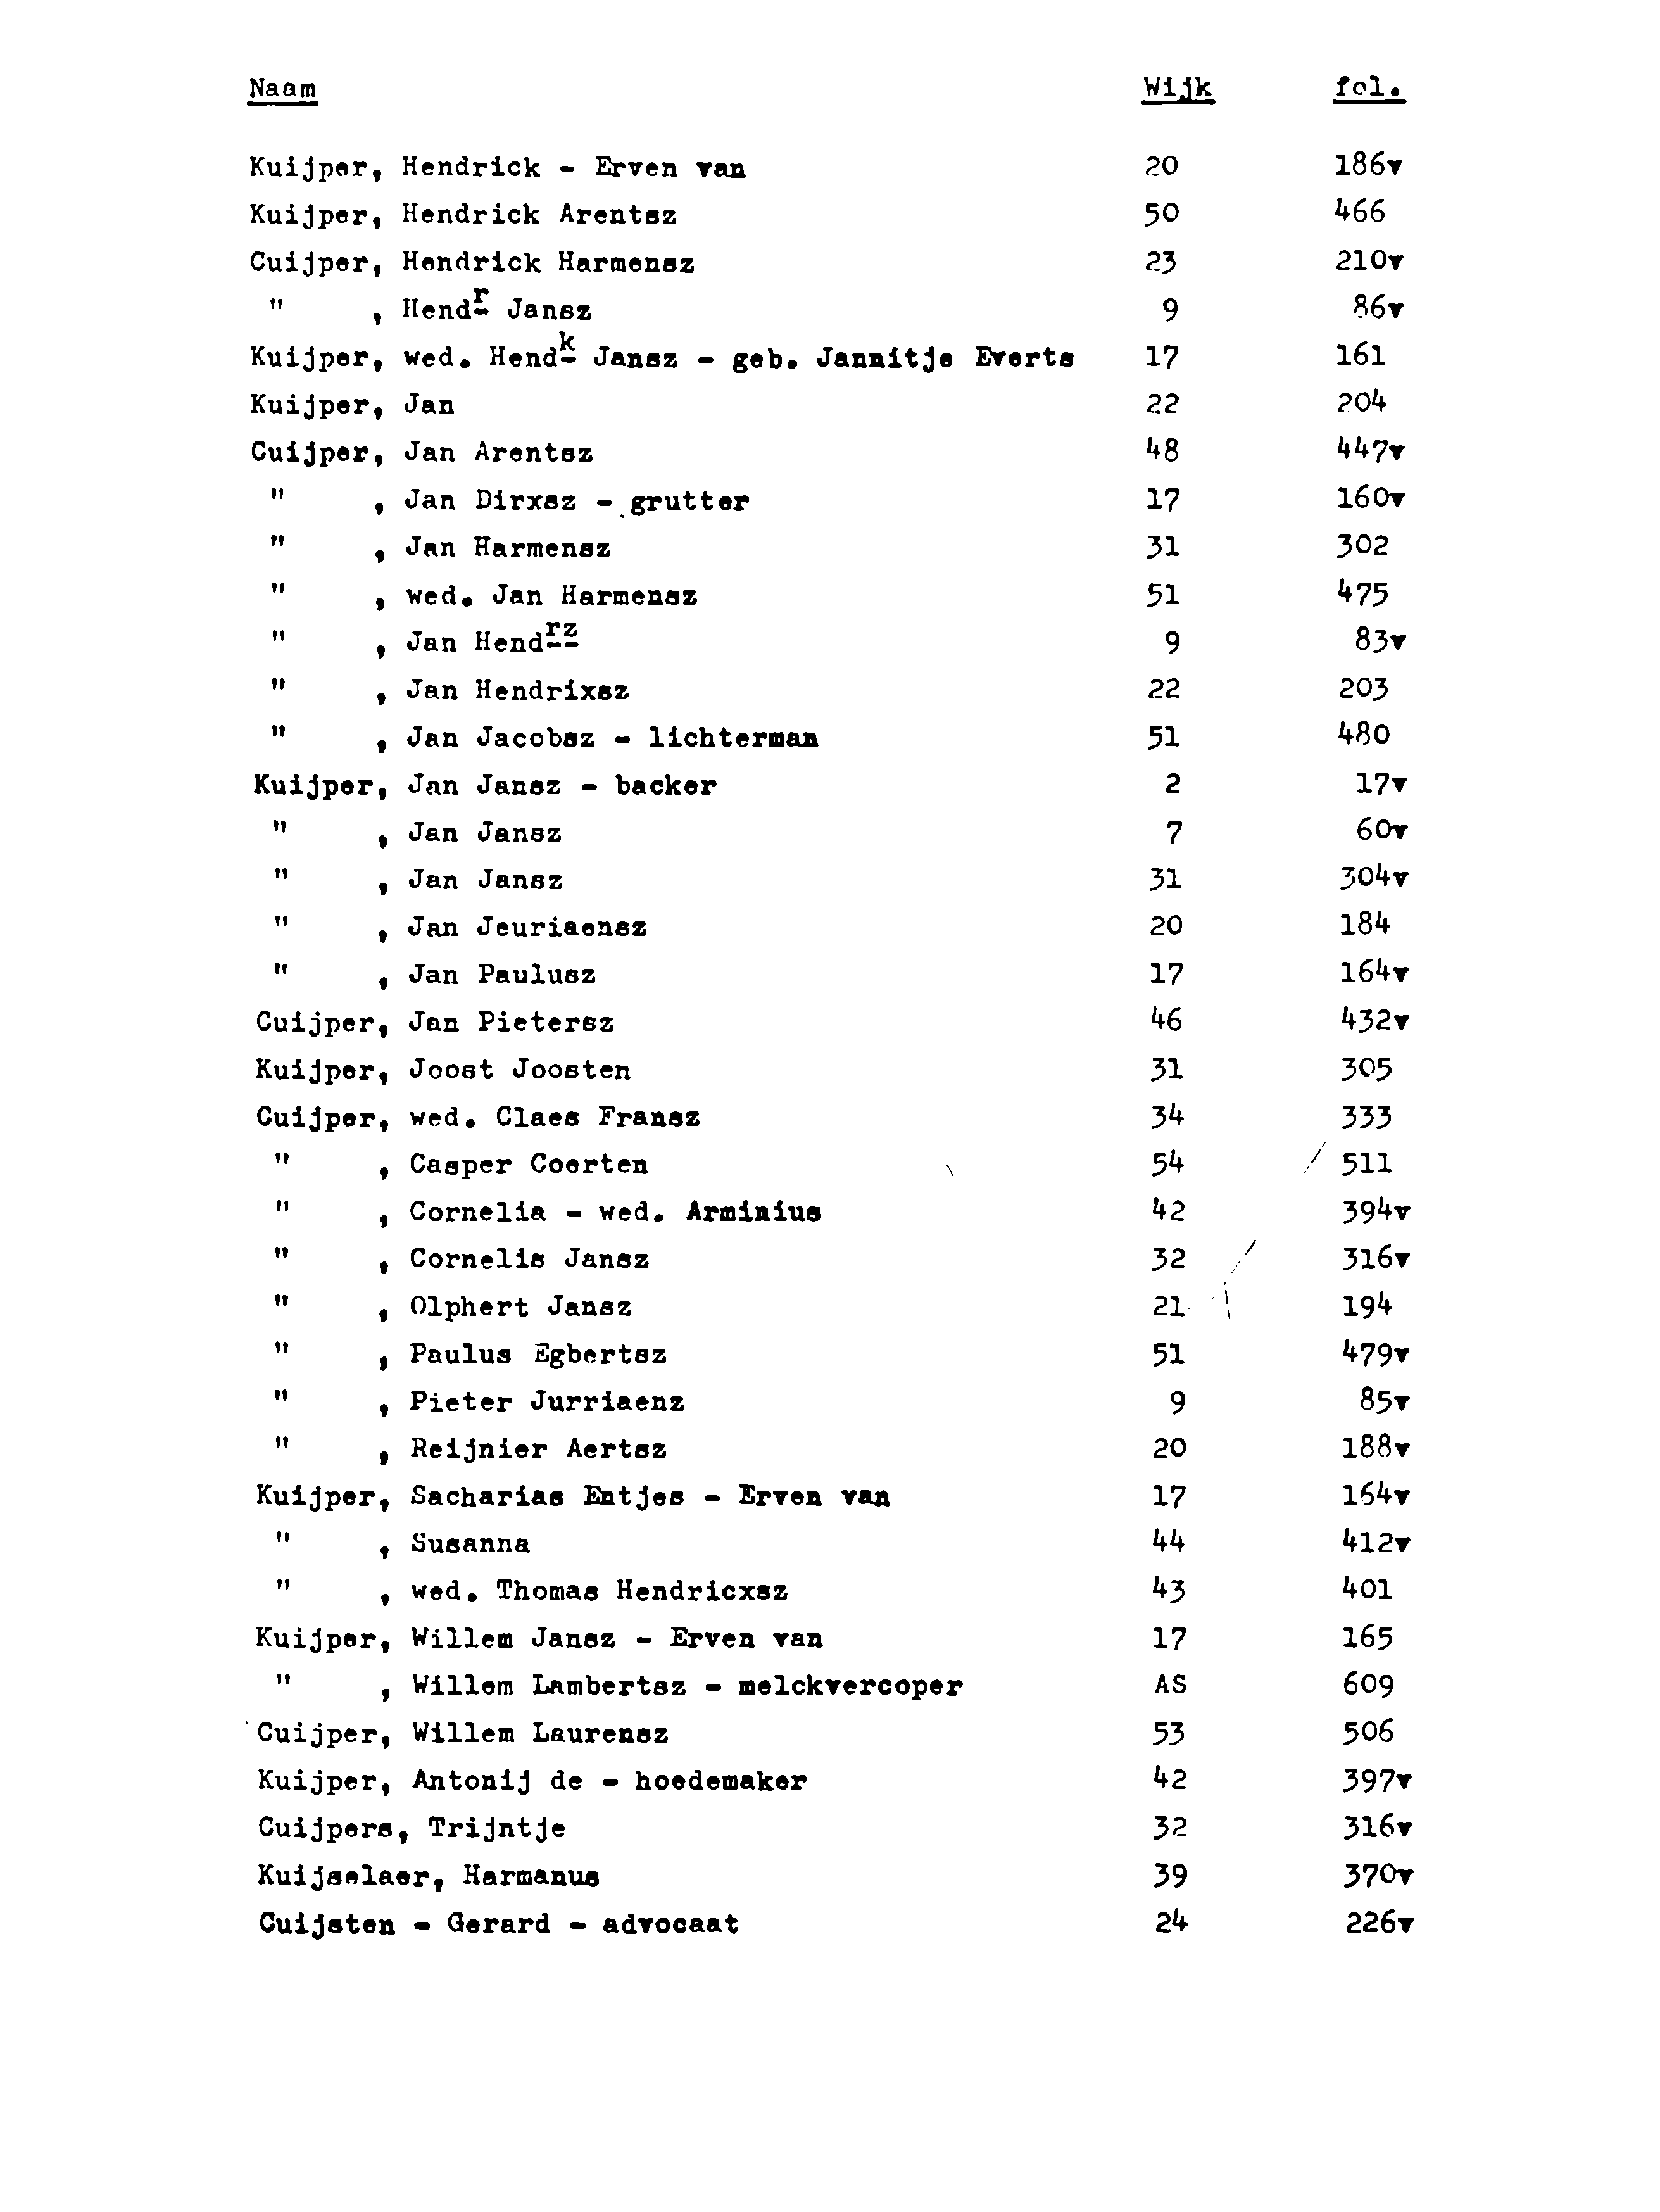 Naam Wijk fol.
Kuijper, Hendrick - Erven van 20 186v
Kuijper, Hendrick Arentsz 50 466
Cuijper, Hendrick Harmensz 23 210v
" , Hendr Jansz 9 86v
Kuijper, wed. Hendk Jansz - geb. Jannitje Everts 17 161
Kuijper, Jan 22 204
Cuijper, Jan Arentsz 48 447v
" , Jan Dirxsz - grutter 17 160v
" , Jan Harmensz 31 302
" , wed. Jan Harmensz 51 475
" , Jan Hendrz 9 83v
" , Jan Hendrixsz 22 203
" , Jan Jacobsz - lichterman 51 480
Kuijper, Jan Jansz - backer 2 17v
" , Jan Jansz 7 60v
" , Jan Jansz 31 304v
" , Jan Jeuriaensz 20 184
" , Jan Paulusz 17 164v
Cuijper, Jan Pietersz 46 432v
Kuijper, Joost Joosten 31 305
Cuijper, wed. Claes Fransz 34 333
" , Casper Coerten 54 511
" , Cornelia - wed. Arminius 42 394v
" , Cornelis Jansz 32 316v
" , Olphert Jansz 21 194
" , Paulus Egbertsz 51 479v
" , Pieter Jurriaenz 9 85v
" , Reijnier Aertsz 20 188v
Kuijper, Sacharias Entjes - Erven van 17 164v
" , Susanna 44 412v
" , wed. Thomas Hendricxsz 43 401
Kuijper, Willem Jansz - Erven van 17 165
" , Willem Lambertsz - melckvercoper AS 609
Cuijper, Willem Laurensz 53 506
Kuijper, Antonij de - hoedemaker 42 397v
Cuijpers, Trijntje 32 316v
Kuijselaer, Harmanus 39 370v
Cuijsten - Gerard - advocaat 24 226v